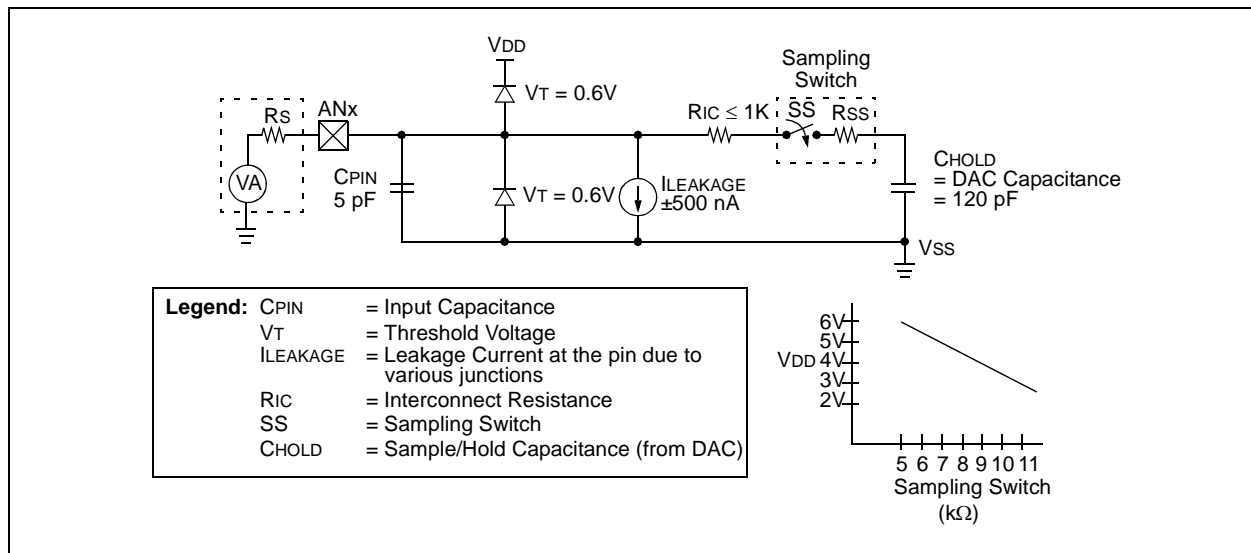 VDD
Sampling
Switch
VT = 0.6V
RS
ANx
RIC ≤ 1K
SS
RSS
VA
CPIN
5 pF
VT = 0.6V
ILEAKAGE
±500 nA
CHOLD
= DAC Capacitance
= 120 pF
VSS
Legend: CPIN = Input Capacitance
VT = Threshold Voltage
ILEAKAGE = Leakage Current at the pin due to
various junctions
RIC = Interconnect Resistance
SS = Sampling Switch
CHOLD = Sample/Hold Capacitance (from DAC)
6V
5V
VDD 4V
3V
2V
5 6 7 8 9 10 11
Sampling Switch
(kΩ)